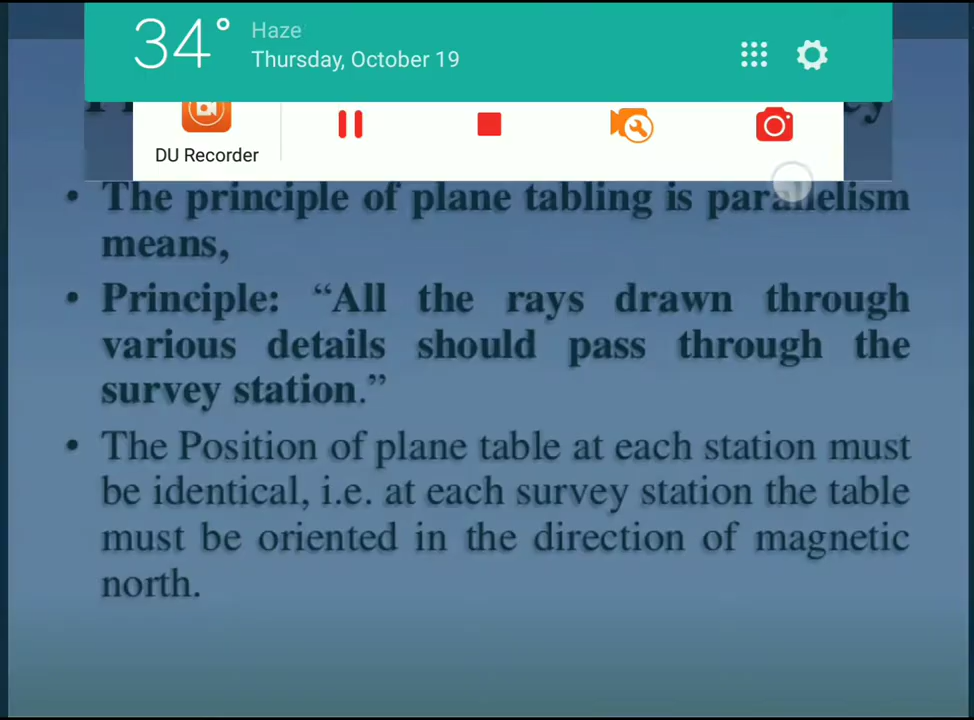 34°
Haze
Thursday, October 19
DU Recorder
• The principle of plane tabling is parallelism
means,
• Principle: “All the rays drawn through
various details should pass through the
survey station.”
• The Position of plane table at each station must
be identical, i.e. at each survey station the table
must be oriented in the direction of magnetic
north.